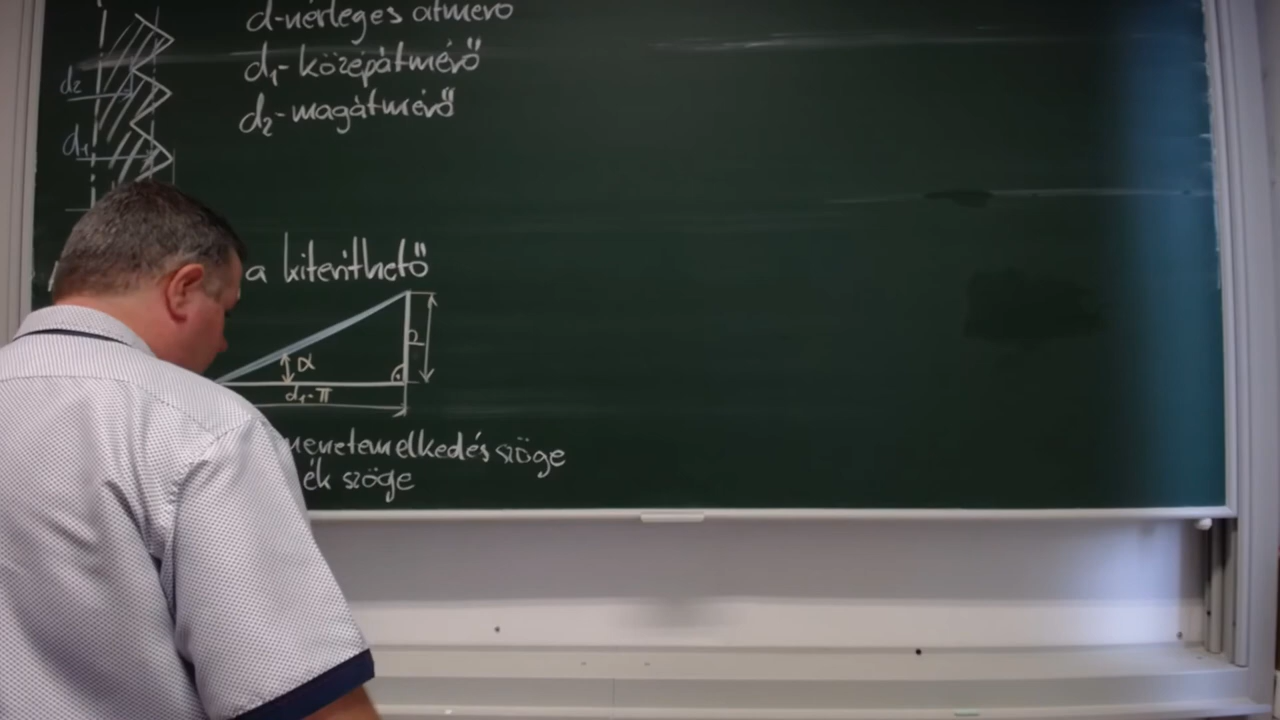 d-névleges átmérő
d₁-középátmérő
d₂-magátmérő
d₂
d₁
a kiteríthető
α
P
d₁·π
menetemelkedés szöge
ék szöge